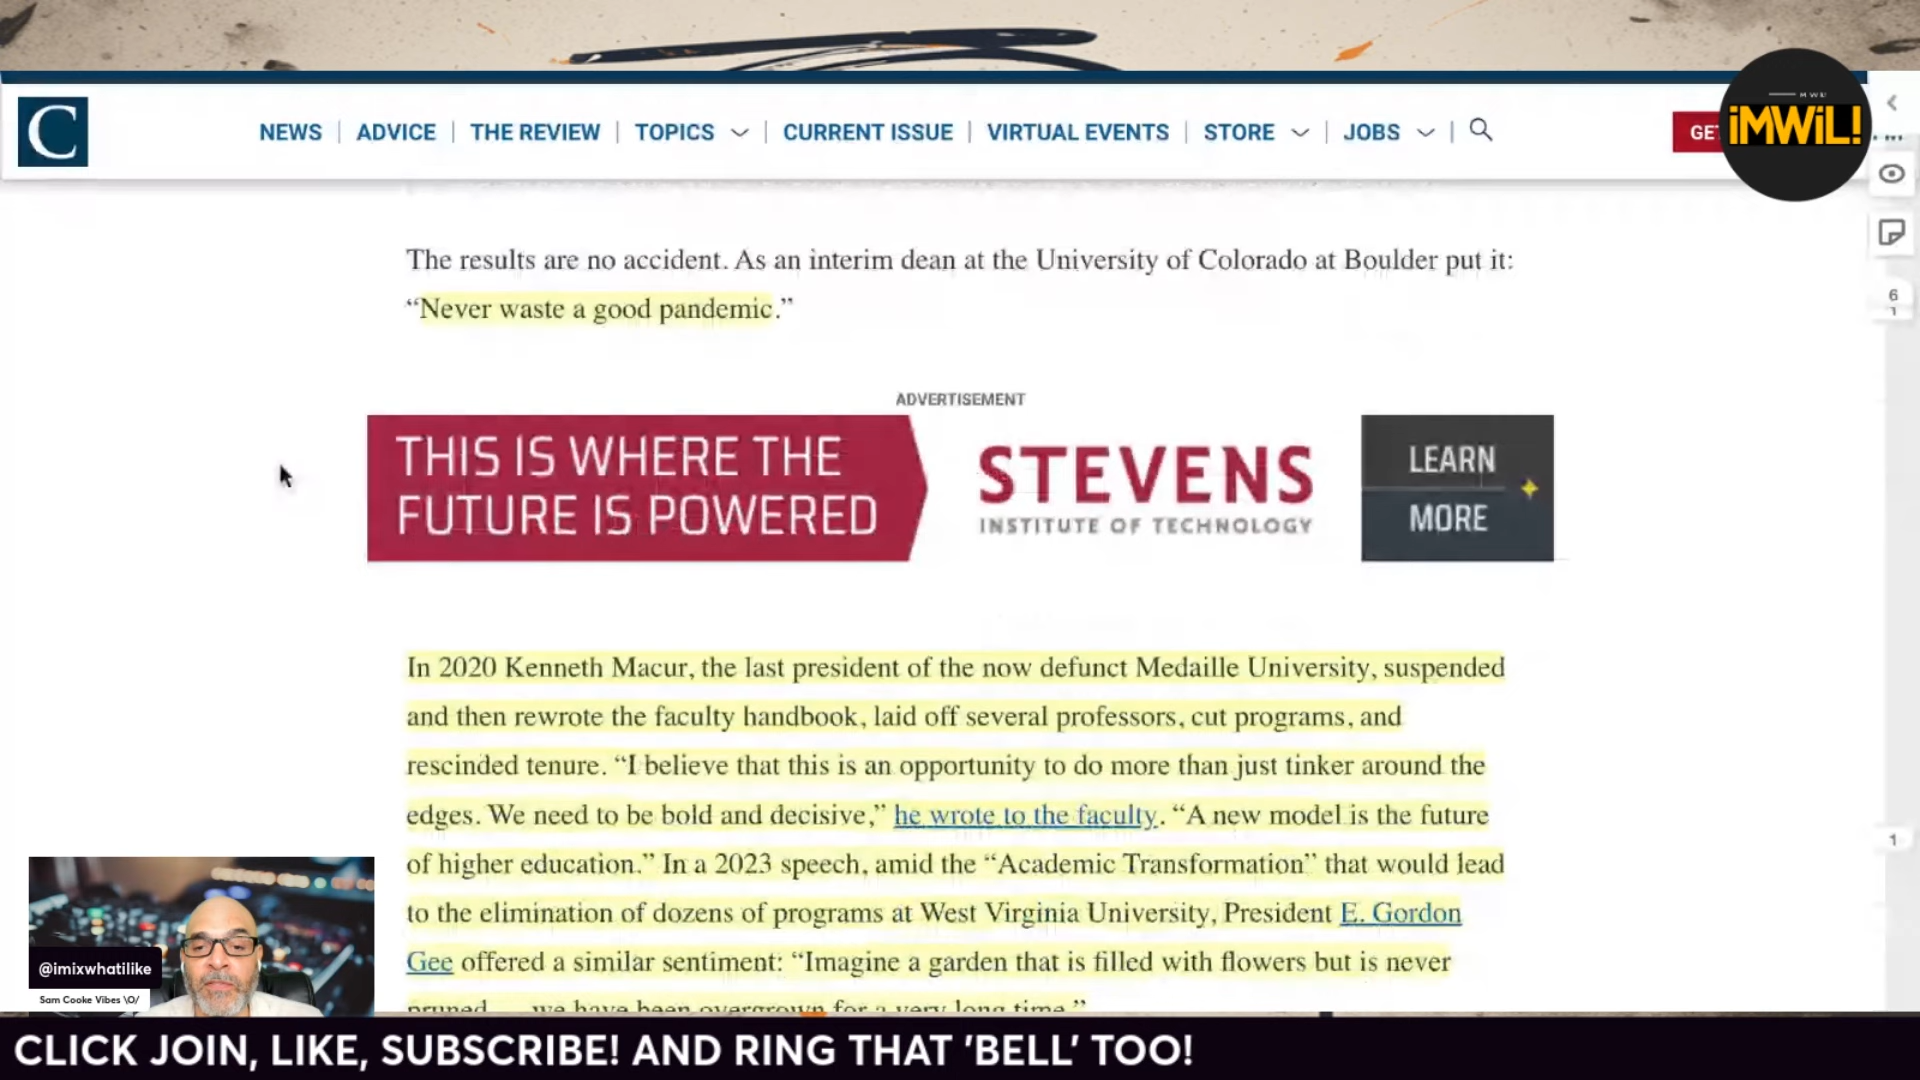 C NEWS ADVICE THE REVIEW TOPICS CURRENT ISSUE VIRTUAL EVENTS STORE JOBS GE
iMWiL!
The results are no accident. As an interim dean at the University of Colorado at Boulder put it:
“Never waste a good pandemic.”
6
1
ADVERTISEMENT
THIS IS WHERE THE
FUTURE IS POWERED
STEVENS
INSTITUTE OF TECHNOLOGY
LEARN
MORE
In 2020 Kenneth Macur, the last president of the now defunct Medaille University, suspended
and then rewrote the faculty handbook, laid off several professors, cut programs, and
rescinded tenure. “I believe that this is an opportunity to do more than just tinker around the
edges. We need to be bold and decisive,” he wrote to the faculty. “A new model is the future
1
of higher education.” In a 2023 speech, amid the “Academic Transformation” that would lead
to the elimination of dozens of programs at West Virginia University, President E. Gordon
Gee offered a similar sentiment: “Imagine a garden that is filled with flowers but is never
pruned ... we have been overgrown for a very long time.”
@imixwhatilike
Sam Cooke Vibes \O/
CLICK JOIN, LIKE, SUBSCRIBE! AND RING THAT 'BELL' TOO!